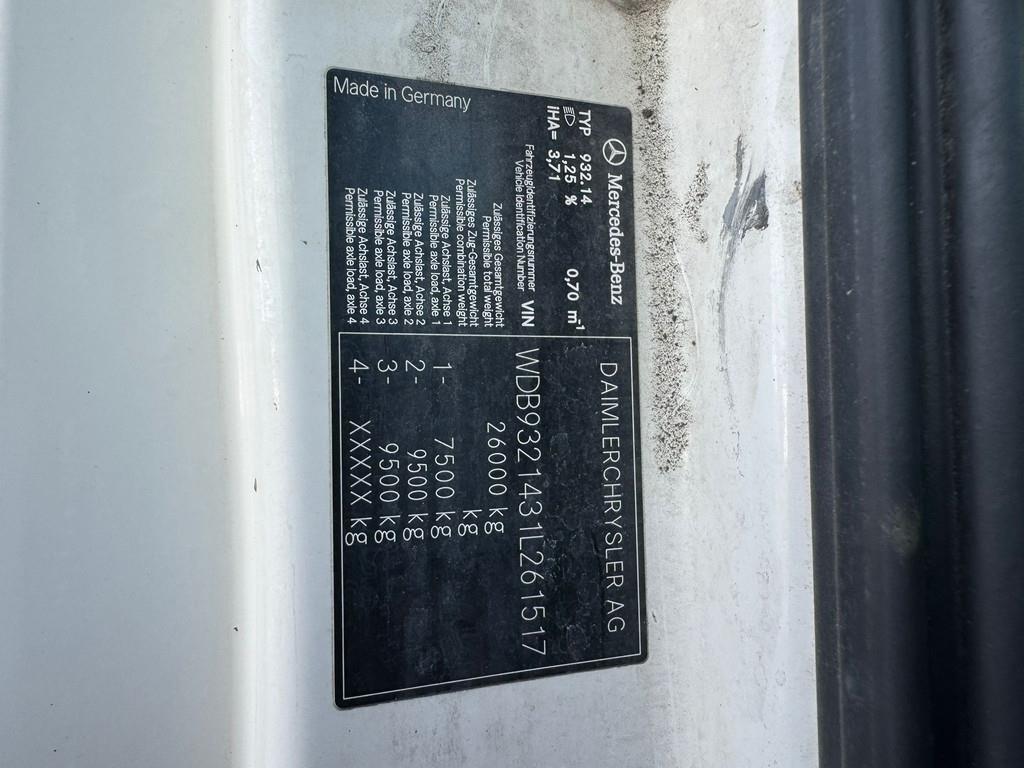 Mercedes-Benz
DAIMLERCHRYSLER AG
TYP 932.14
1,25 % 0,70 m-1
iHA= 3,71
Fahrzeugidentifizierungsnummer
Vehicle Identification Number VIN WDB9321431L261517
Zulässiges Gesamtgewicht
Permissible total weight 26000 kg
Zulässiges Zug-Gesamtgewicht
Permissible combination weight kg
Zulässige Achslast, Achse 1
Permissible axle load, axle 1 1- 7500 kg
Zulässige Achslast, Achse 2
Permissible axle load, axle 2 2- 9500 kg
Zulässige Achslast, Achse 3
Permissible axle load, axle 3 3- 9500 kg
Zulässige Achslast, Achse 4
Permissible axle load, axle 4 4- XXXXX kg
Made in Germany